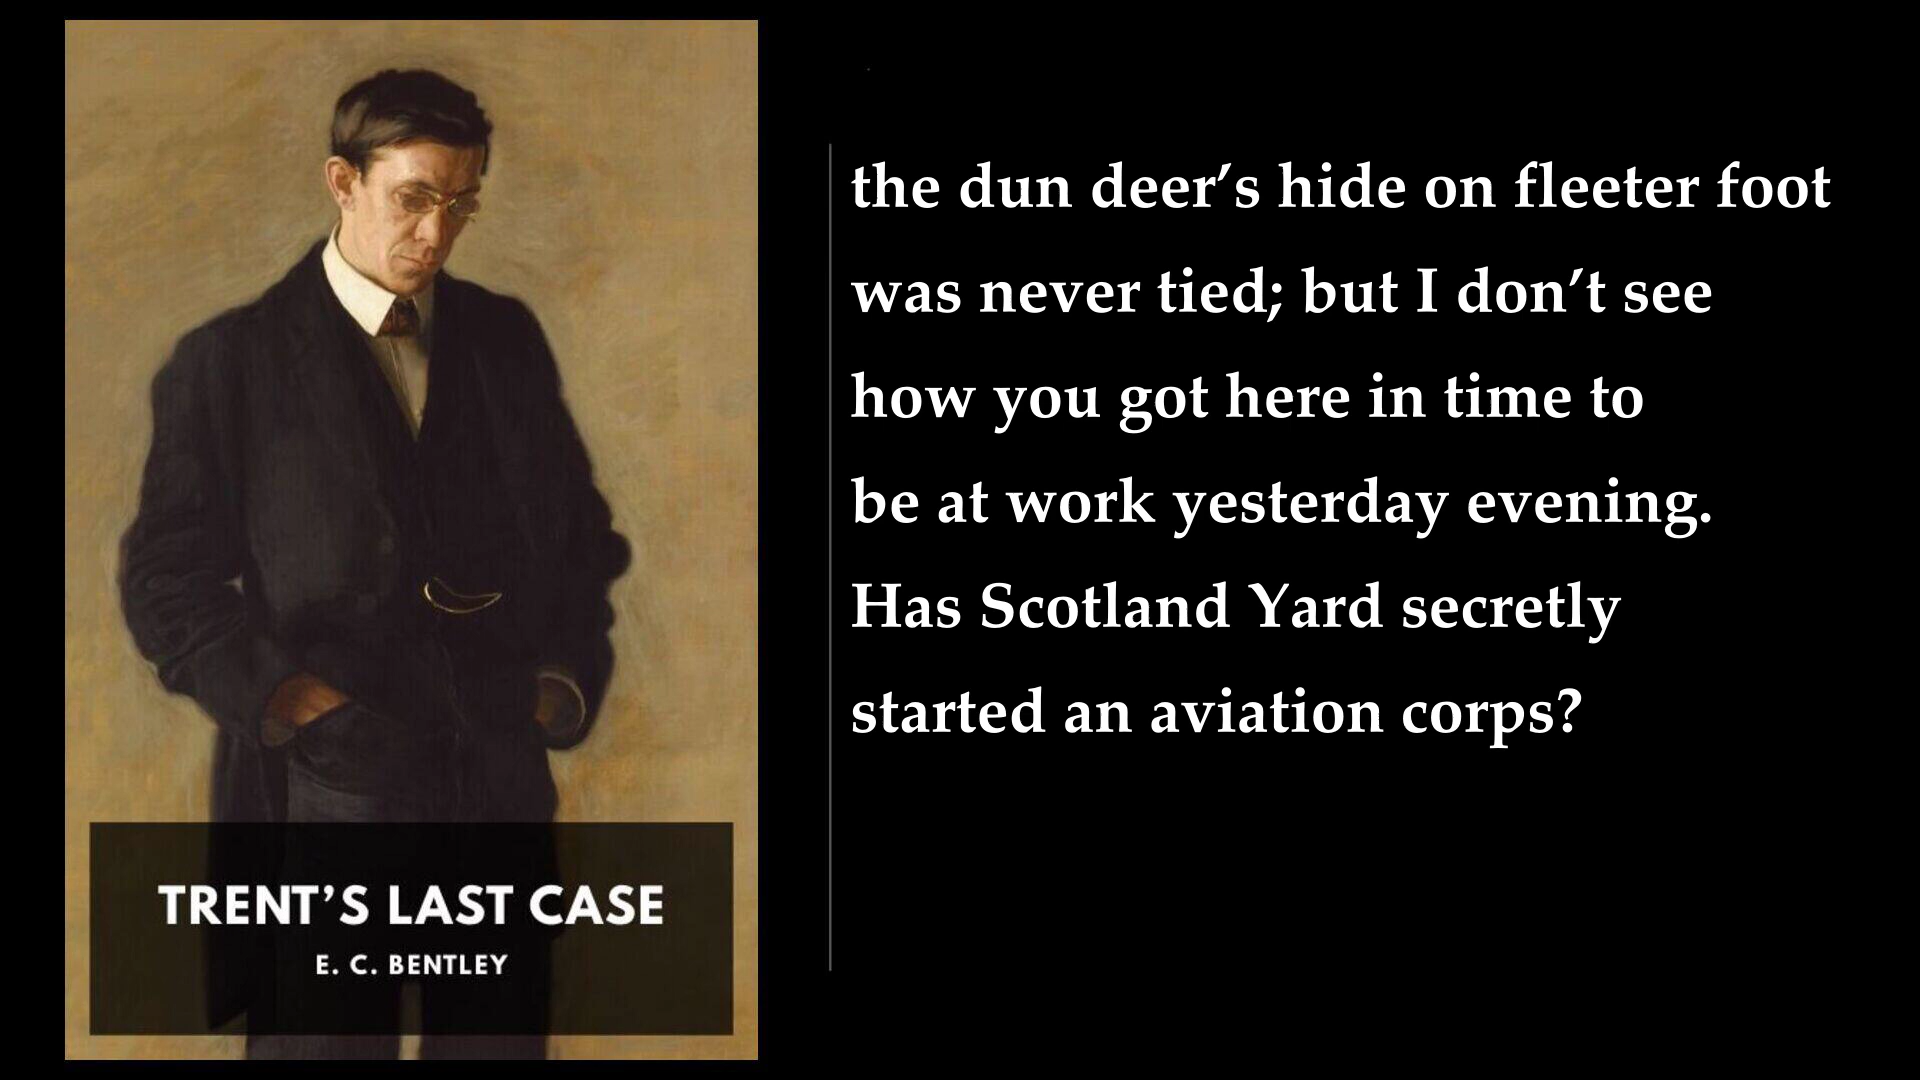 TRENT’S LAST CASE
E. C. BENTLEY
the dun deer’s hide on fleeter foot
was never tied; but I don’t see
how you got here in time to
be at work yesterday evening.
Has Scotland Yard secretly
started an aviation corps?